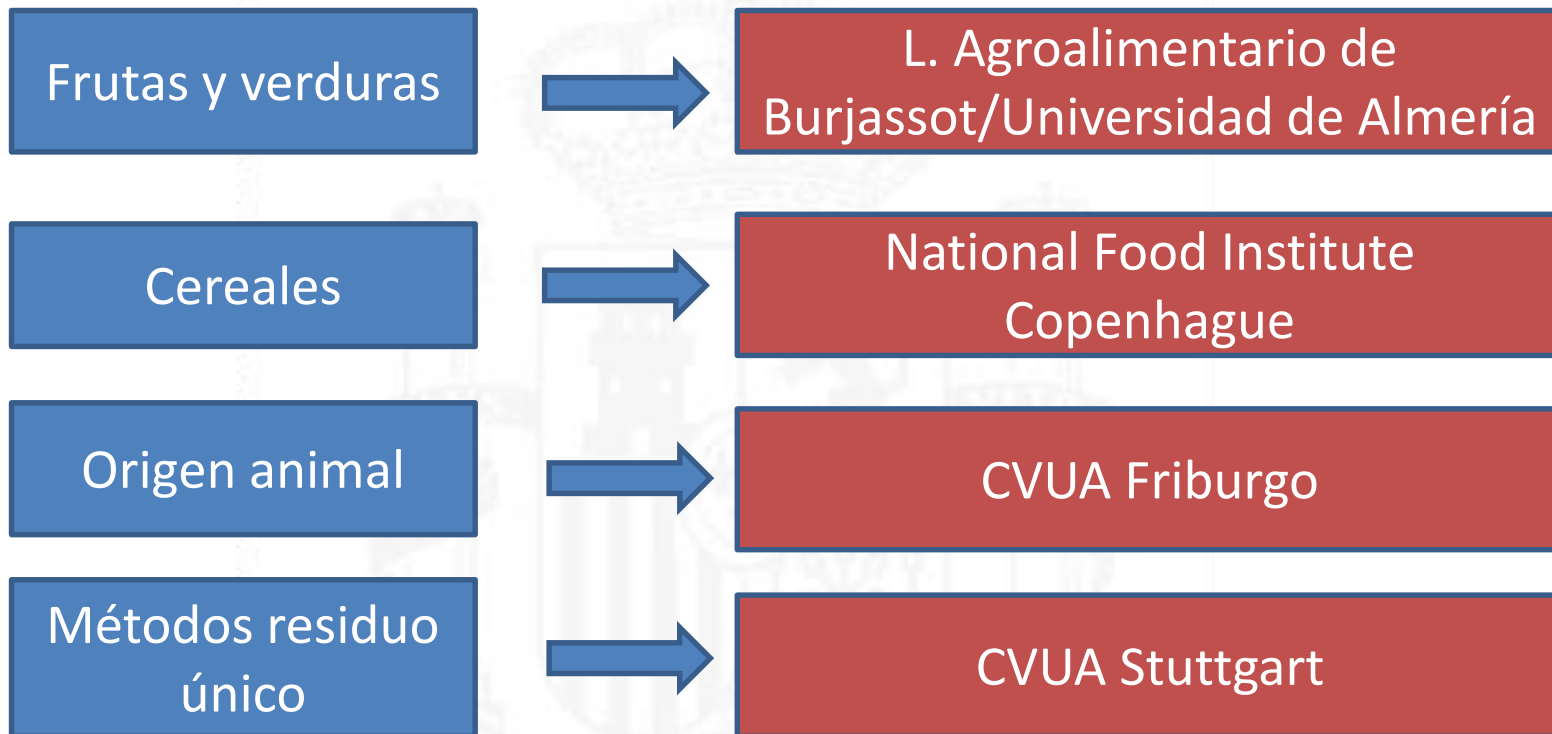 Frutas y verduras
L. Agroalimentario de
Burjassot/Universidad de Almería
Cereales
National Food Institute
Copenhague
Origen animal
CVUA Friburgo
Métodos residuo
único
CVUA Stuttgart